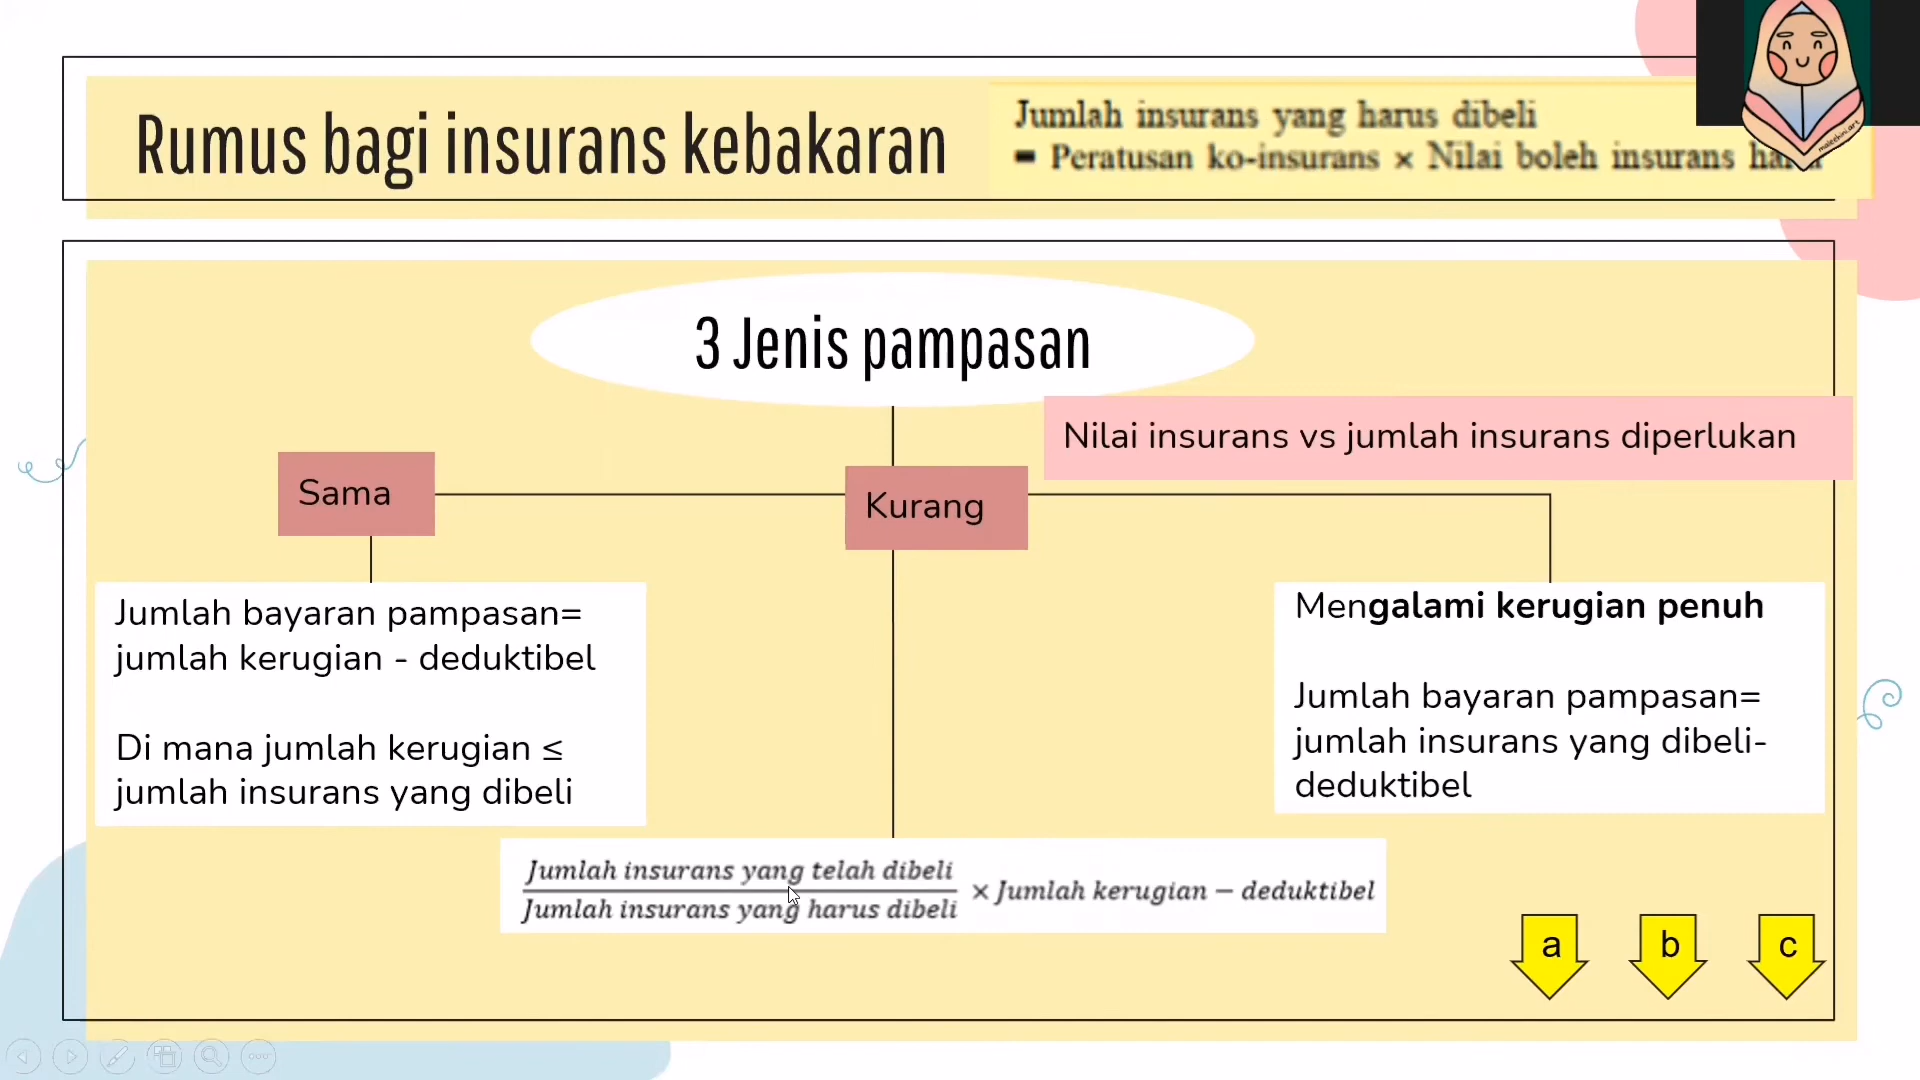 Rumus bagi insurans kebakaran
Jumlah insurans yang harus dibeli
= Peratusan ko-insurans × Nilai boleh insurans
3 Jenis pampasan
Nilai insurans vs jumlah insurans diperlukan
Sama
Kurang
Jumlah bayaran pampasan=
jumlah kerugian - deduktibel
Di mana jumlah kerugian ≤
jumlah insurans yang dibeli
Mengalami kerugian penuh
Jumlah bayaran pampasan=
jumlah insurans yang dibeli-
deduktibel
Jumlah insurans yang telah dibeli
Jumlah insurans yang harus dibeli
× Jumlah kerugian − deduktibel
a
b
c